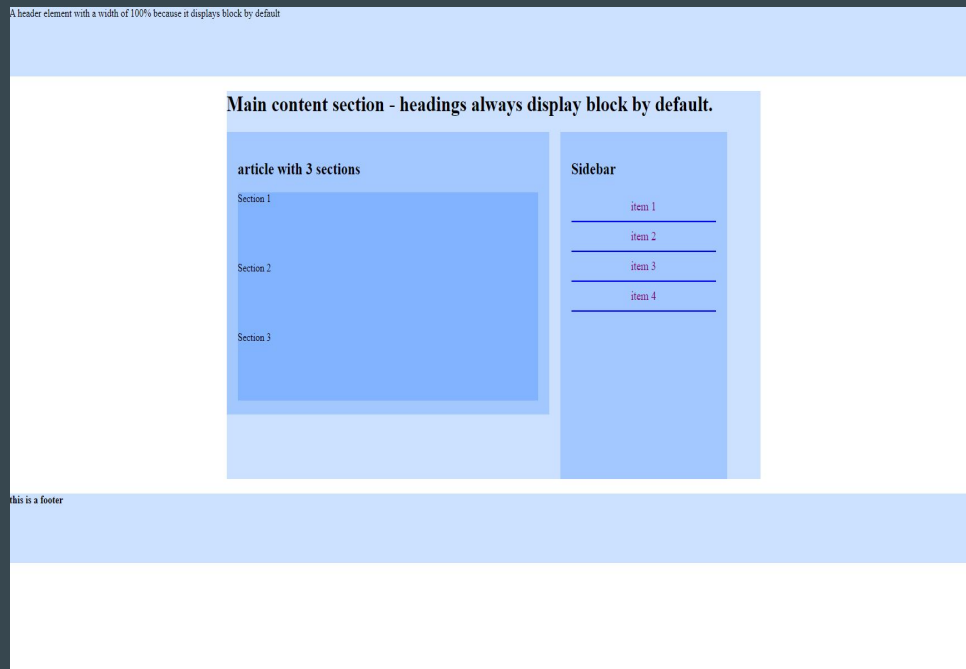 A header element with a width of 100% because it displays block by default
Main content section - headings always display block by default.
article with 3 sections
Section 1
Section 2
Section 3
Sidebar
item 1
item 2
item 3
item 4
this is a footer